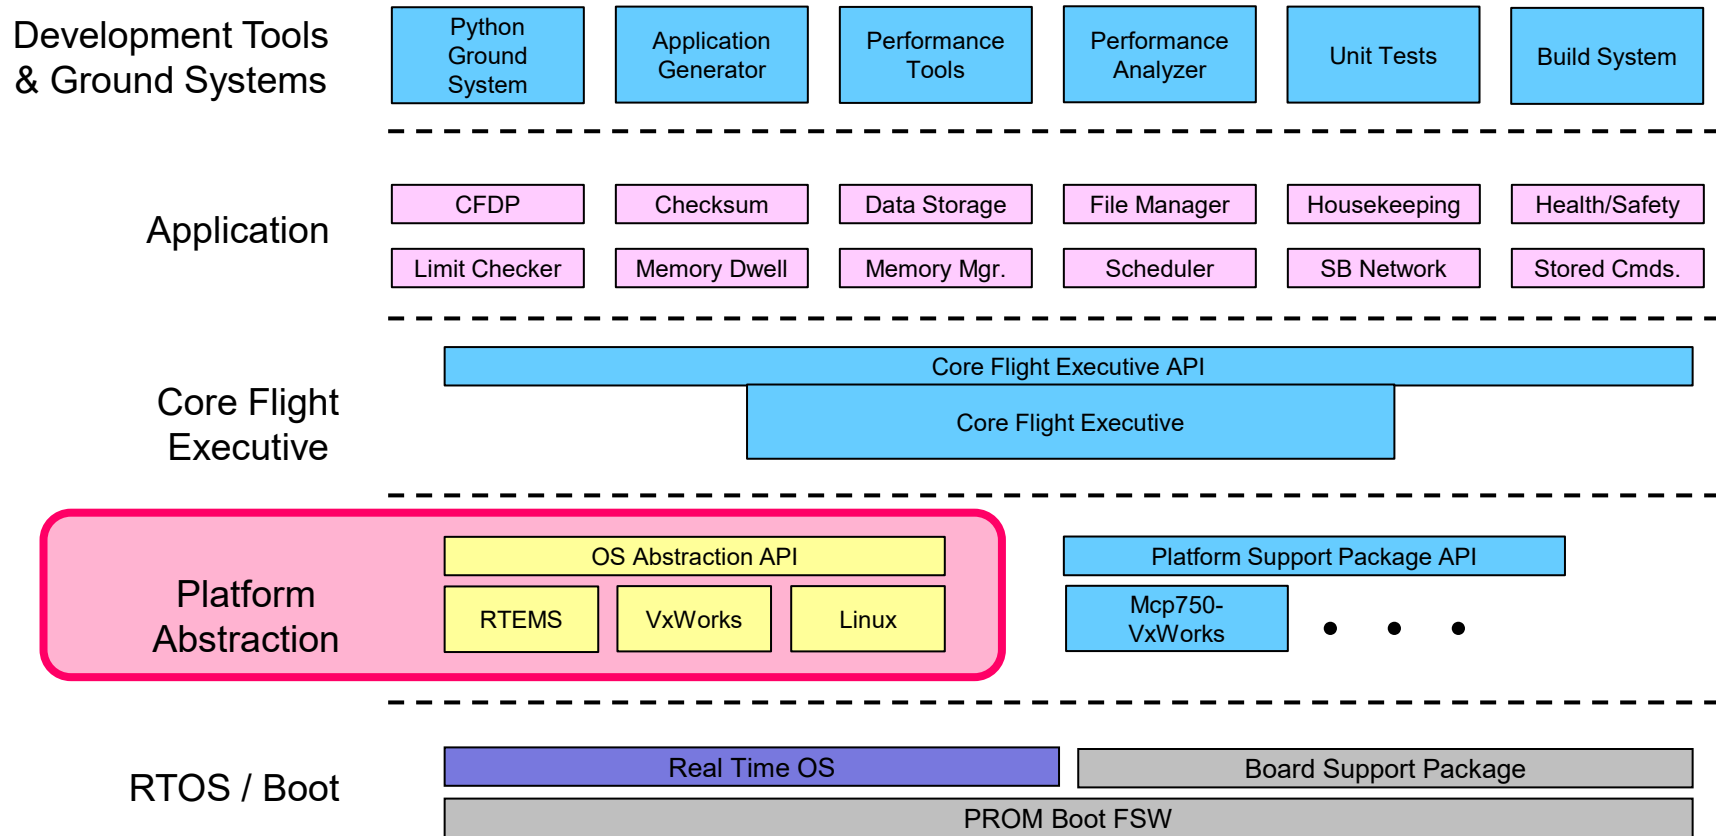 Development Tools
& Ground Systems
Python
Ground
System
Application
Generator
Performance
Tools
Performance
Analyzer
Unit Tests
Build System
Application
CFDP
Checksum
Data Storage
File Manager
Housekeeping
Health/Safety
Limit Checker
Memory Dwell
Memory Mgr.
Scheduler
SB Network
Stored Cmds.
Core Flight
Executive
Core Flight Executive API
Core Flight Executive
Platform
Abstraction
OS Abstraction API
RTEMS
VxWorks
Linux
Platform Support Package API
Mcp750-
VxWorks
• • •
RTOS / Boot
Real Time OS
Board Support Package
PROM Boot FSW